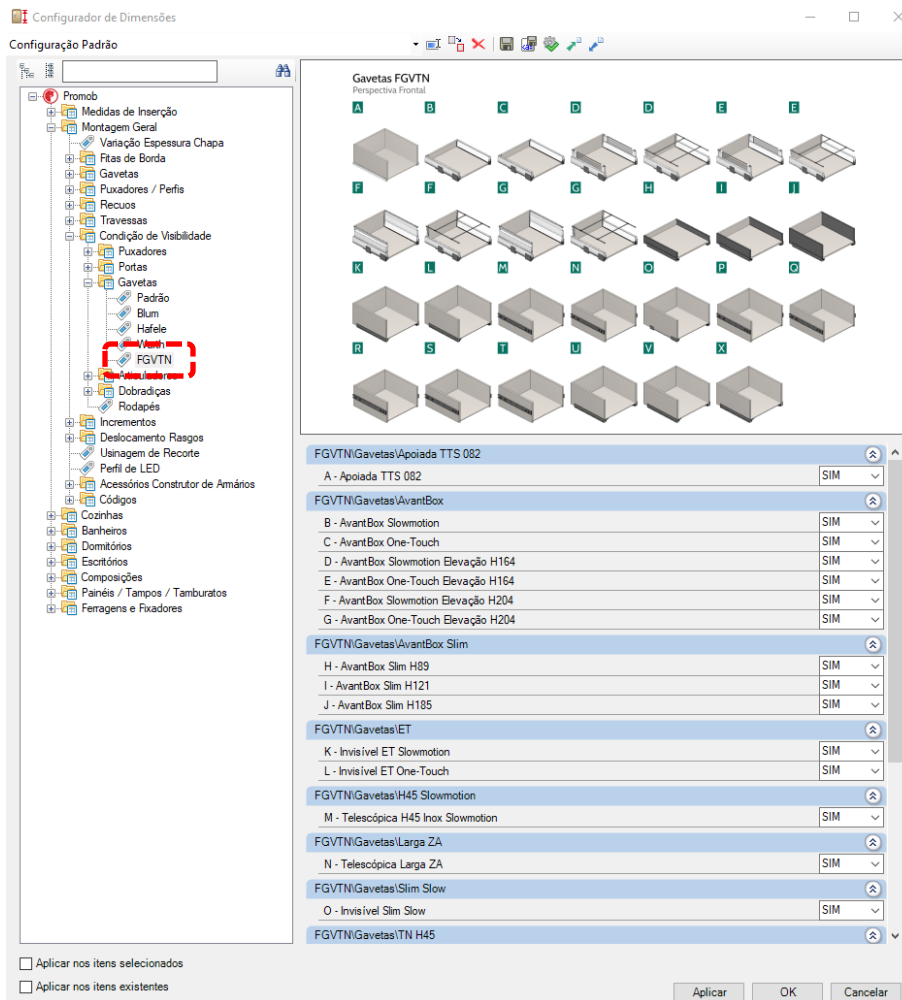 Configurador de Dimensões
Configuração Padrão
Promob
Medidas de Inserção
Montagem Geral
Variação Espessura Chapa
Fitas de Borda
Gavetas
Puxadores / Perfis
Recuos
Travessas
Condição de Visibilidade
Puxadores
Portas
Gavetas
Padrão
Blum
Hafele
Wurth
FGVTN
Articuladores
Dobradiças
Rodapés
Incrementos
Deslocamento Rasgos
Usinagem de Recorte
Perfil de LED
Acessórios Construtor de Armários
Códigos
Cozinhas
Banheiros
Dormitórios
Escritórios
Composições
Painéis / Tampos / Tamburatos
Ferragens e Fixadores
Gavetas FGVTN
Perspectiva Frontal
A B C D D E E
F F G G H I J
K L M N O P Q
R S T U V X
FGVTN\Gavetas\Apoiada TTS 082
A - Apoiada TTS 082 SIM
FGVTN\Gavetas\AvantBox
B - AvantBox Slowmotion SIM
C - AvantBox One-Touch SIM
D - AvantBox Slowmotion Elevação H164 SIM
E - AvantBox One-Touch Elevação H164 SIM
F - AvantBox Slowmotion Elevação H204 SIM
G - AvantBox One-Touch Elevação H204 SIM
FGVTN\Gavetas\AvantBox Slim
H - AvantBox Slim H89 SIM
I - AvantBox Slim H121 SIM
J - AvantBox Slim H185 SIM
FGVTN\Gavetas\ET
K - Invisível ET Slowmotion SIM
L - Invisível ET One-Touch SIM
FGVTN\Gavetas\H45 Slowmotion
M - Telescópica H45 Inox Slowmotion SIM
FGVTN\Gavetas\Larga ZA
N - Telescópica Larga ZA SIM
FGVTN\Gavetas\Slim Slow
O - Invisível Slim Slow SIM
FGVTN\Gavetas\TN H45
Aplicar nos itens selecionados
Aplicar nos itens existentes
Aplicar OK Cancelar